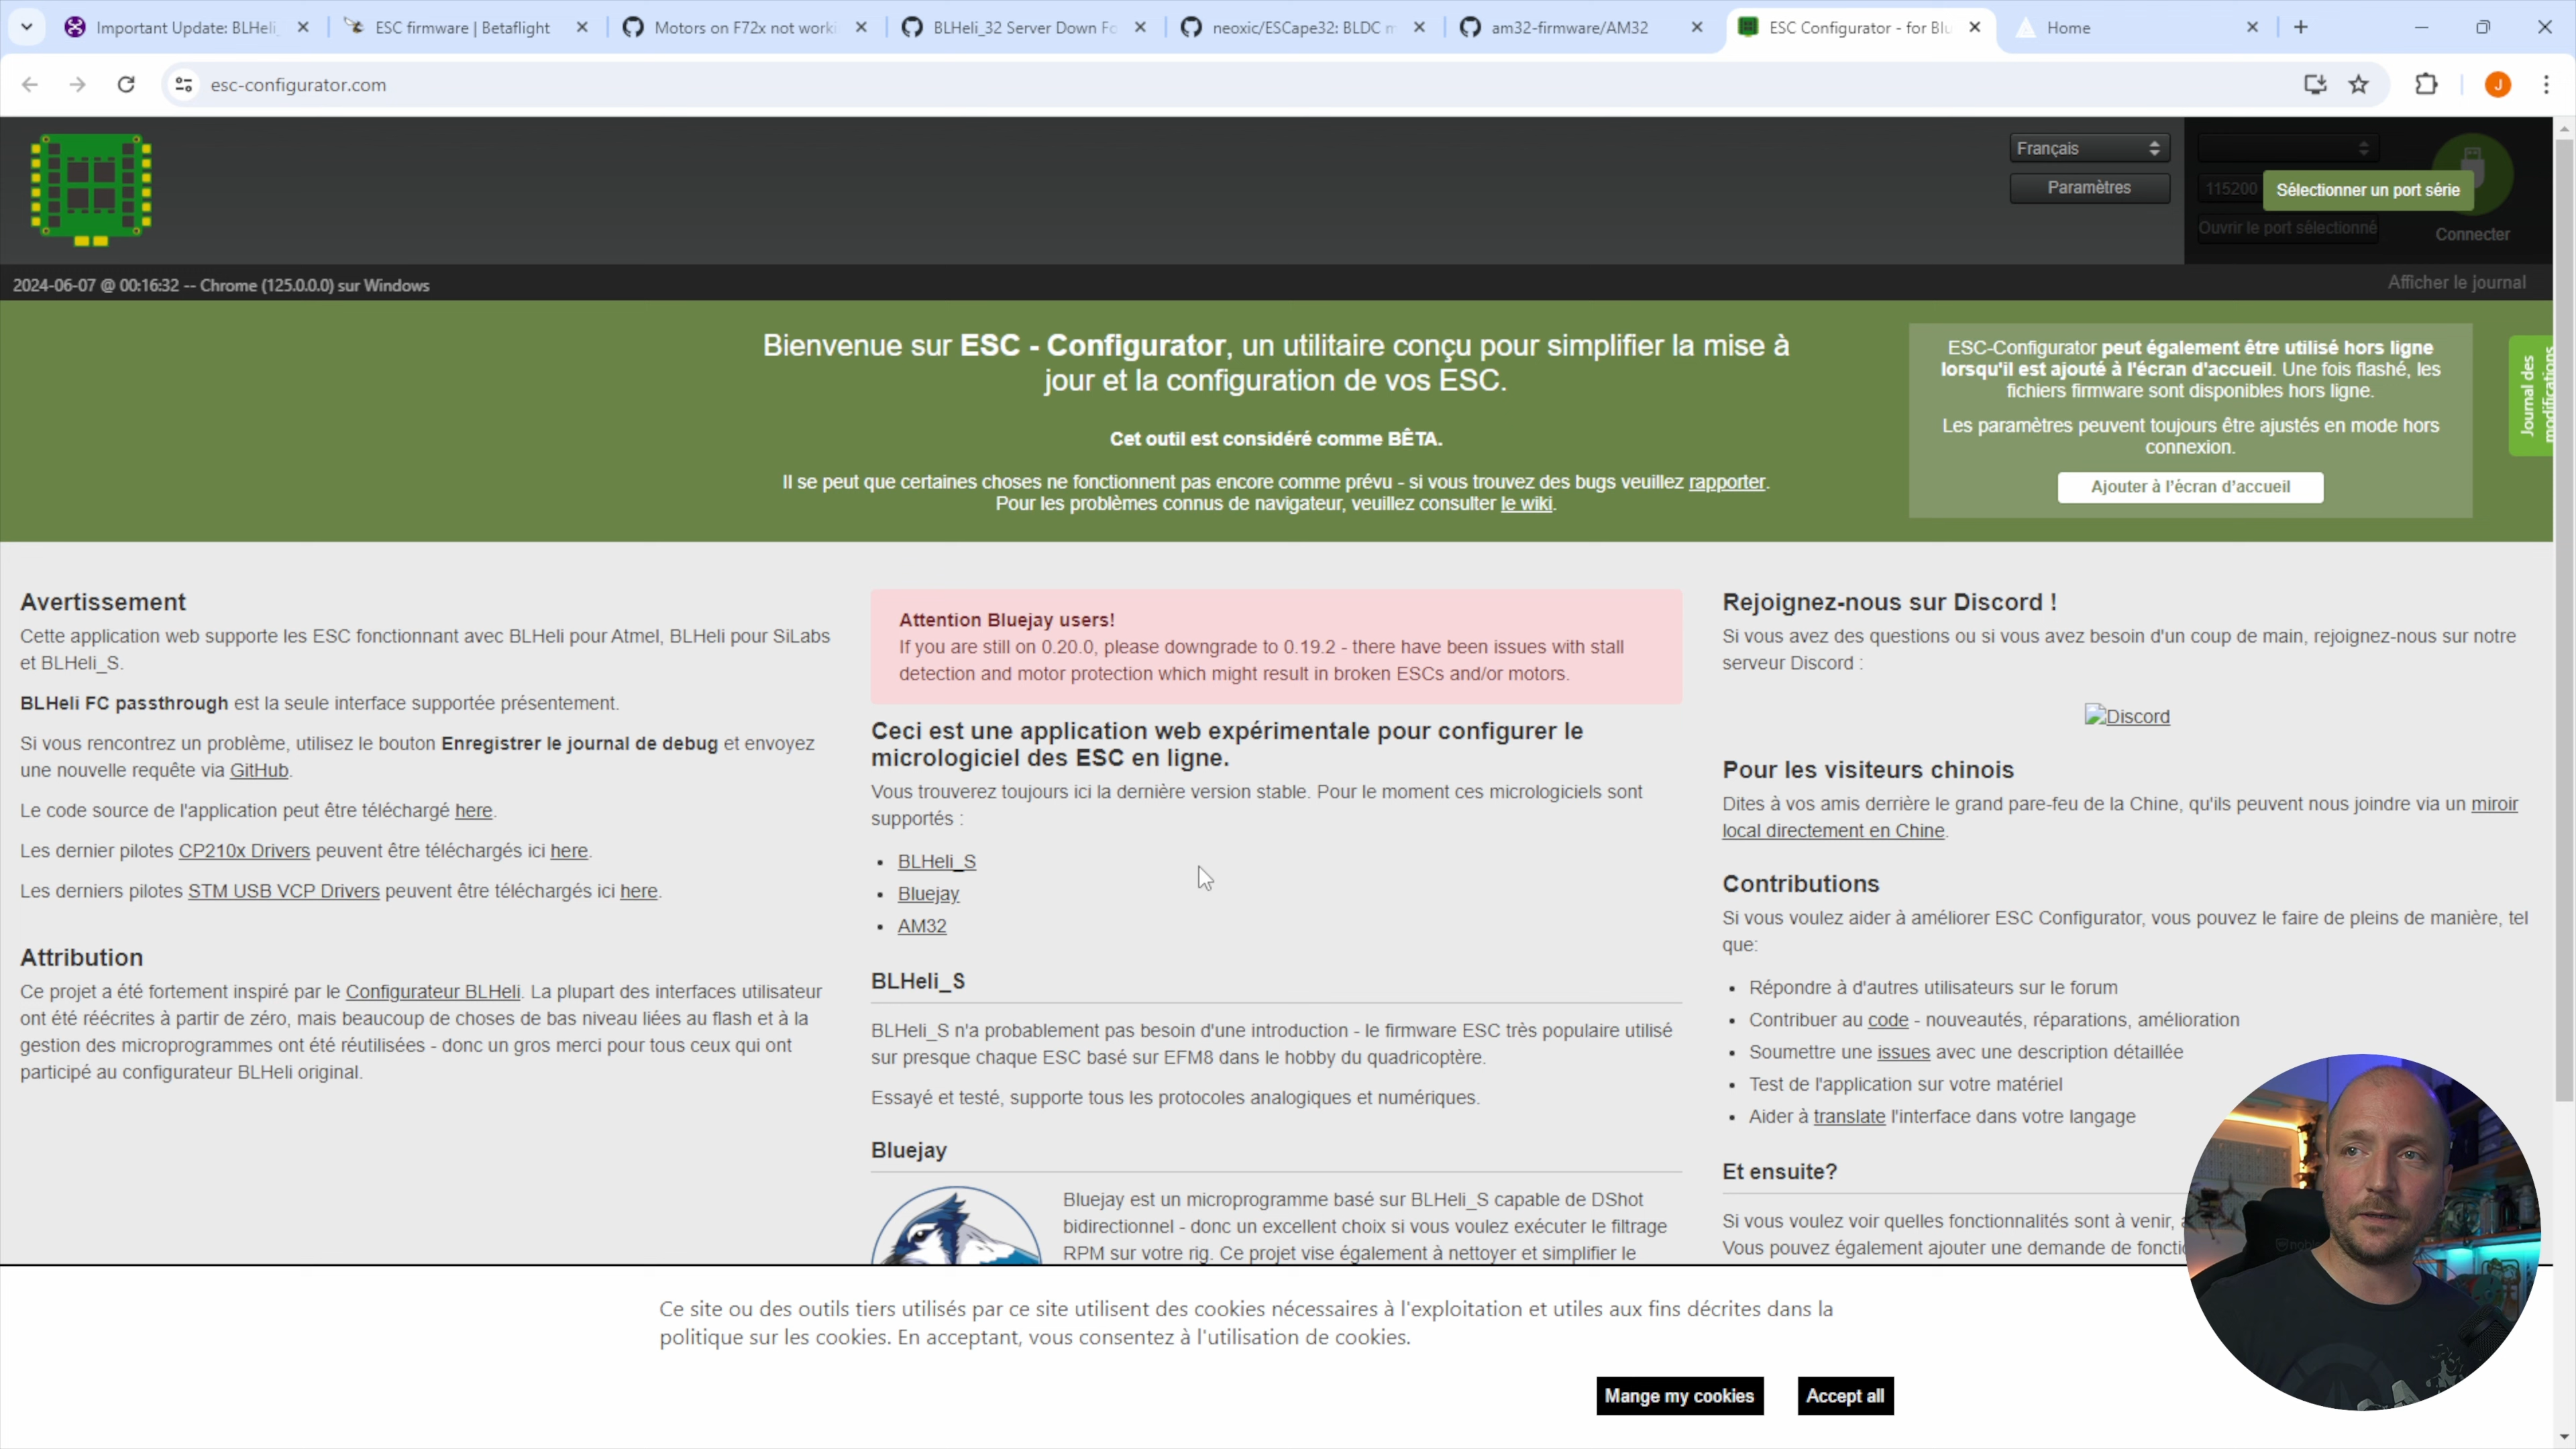 Important Update: BLHeli_
ESC firmware | Betaflight
Motors on F72x not worki
BLHeli_32 Server Down Fo
neoxic/ESCape32: BLDC m
am32-firmware/AM32
ESC Configurator - for Blu
Home
esc-configurator.com
J
Français
Paramètres
115200
Sélectionner un port série
Ouvrir le port sélectionné
Connecter
2024-06-07 @ 00:16:32 -- Chrome (125.0.0.0) sur Windows
Afficher le journal
Bienvenue sur ESC - Configurator, un utilitaire conçu pour simplifier la mise à
jour et la configuration de vos ESC.
Cet outil est considéré comme BÊTA.
Il se peut que certaines choses ne fonctionnent pas encore comme prévu - si vous trouvez des bugs veuillez rapporter.
Pour les problèmes connus de navigateur, veuillez consulter le wiki.
ESC-Configurator peut également être utilisé hors ligne
lorsqu'il est ajouté à l'écran d'accueil. Une fois flashé, les
fichiers firmware sont disponibles hors ligne.
Les paramètres peuvent toujours être ajustés en mode hors
connexion.
Ajouter à l'écran d'accueil
Journal des
modifications
Avertissement
Cette application web supporte les ESC fonctionnant avec BLHeli pour Atmel, BLHeli pour SiLabs
et BLHeli_S.
BLHeli FC passthrough est la seule interface supportée présentement.
Si vous rencontrez un problème, utilisez le bouton Enregistrer le journal de debug et envoyez
une nouvelle requête via GitHub.
Le code source de l'application peut être téléchargé here.
Les dernier pilotes CP210x Drivers peuvent être téléchargés ici here.
Les derniers pilotes STM USB VCP Drivers peuvent être téléchargés ici here.
Attribution
Ce projet a été fortement inspiré par le Configurateur BLHeli. La plupart des interfaces utilisateur
ont été réécrites à partir de zéro, mais beaucoup de choses de bas niveau liées au flash et à la
gestion des microprogrammes ont été réutilisées - donc un gros merci pour tous ceux qui ont
participé au configurateur BLHeli original.
Attention Bluejay users!
If you are still on 0.20.0, please downgrade to 0.19.2 - there have been issues with stall
detection and motor protection which might result in broken ESCs and/or motors.
Ceci est une application web expérimentale pour configurer le
micrologiciel des ESC en ligne.
Vous trouverez toujours ici la dernière version stable. Pour le moment ces micrologiciels sont
supportés :
• BLHeli_S
• Bluejay
• AM32
BLHeli_S
BLHeli_S n'a probablement pas besoin d'une introduction - le firmware ESC très populaire utilisé
sur presque chaque ESC basé sur EFM8 dans le hobby du quadricoptère.
Essayé et testé, supporte tous les protocoles analogiques et numériques.
Bluejay
Bluejay est un microprogramme basé sur BLHeli_S capable de DShot
bidirectionnel - donc un excellent choix si vous voulez exécuter le filtrage
RPM sur votre rig. Ce projet vise également à nettoyer et simplifier le
Rejoignez-nous sur Discord !
Si vous avez des questions ou si vous avez besoin d'un coup de main, rejoignez-nous sur notre
serveur Discord :
Discord
Pour les visiteurs chinois
Dites à vos amis derrière le grand pare-feu de la Chine, qu'ils peuvent nous joindre via un miroir
local directement en Chine.
Contributions
Si vous voulez aider à améliorer ESC Configurator, vous pouvez le faire de pleins de manière, tel
que:
• Répondre à d'autres utilisateurs sur le forum
• Contribuer au code - nouveautés, réparations, amélioration
• Soumettre une issues avec une description détaillée
• Test de l'application sur votre matériel
• Aider à translate l'interface dans votre langage
Et ensuite?
Si vous voulez voir quelles fonctionnalités sont à venir,
Vous pouvez également ajouter une demande de foncti
Ce site ou des outils tiers utilisés par ce site utilisent des cookies nécessaires à l'exploitation et utiles aux fins décrites dans la
politique sur les cookies. En acceptant, vous consentez à l'utilisation de cookies.
Mange my cookies
Accept all